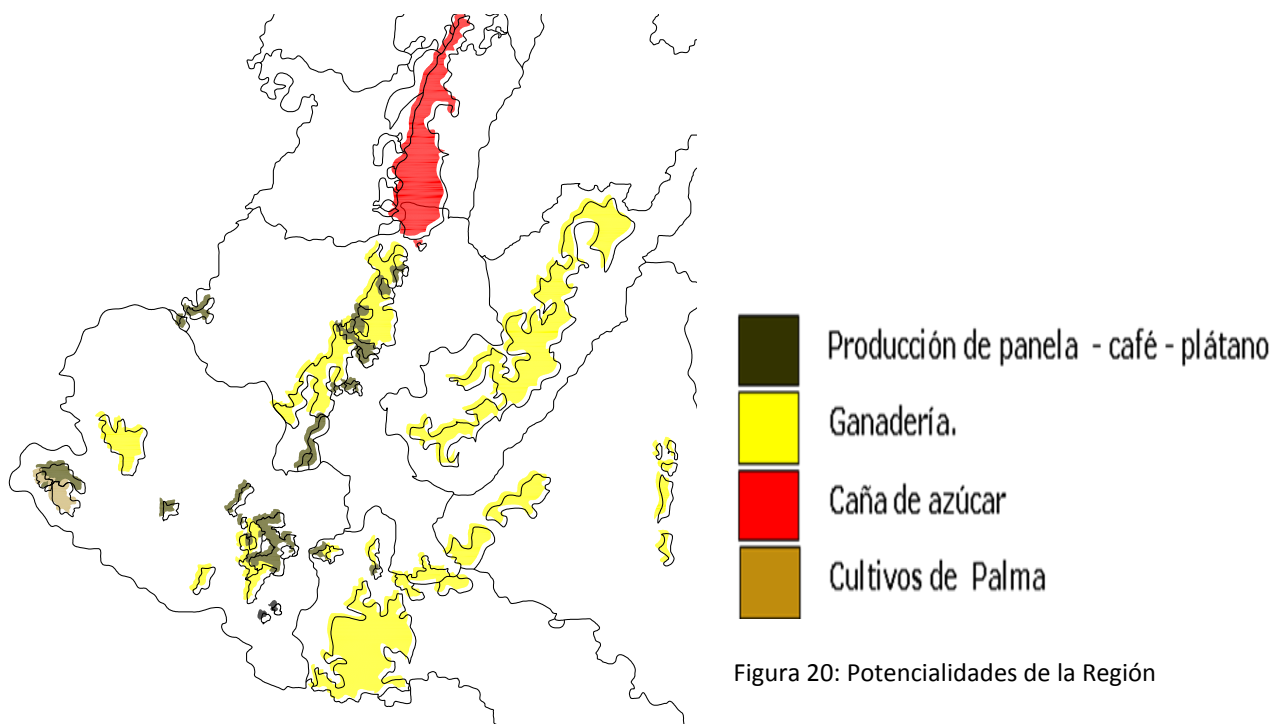 Producción de panela - café - plátano
Ganadería.
Caña de azúcar
Cultivos de Palma
Figura 20: Potencialidades de la Región